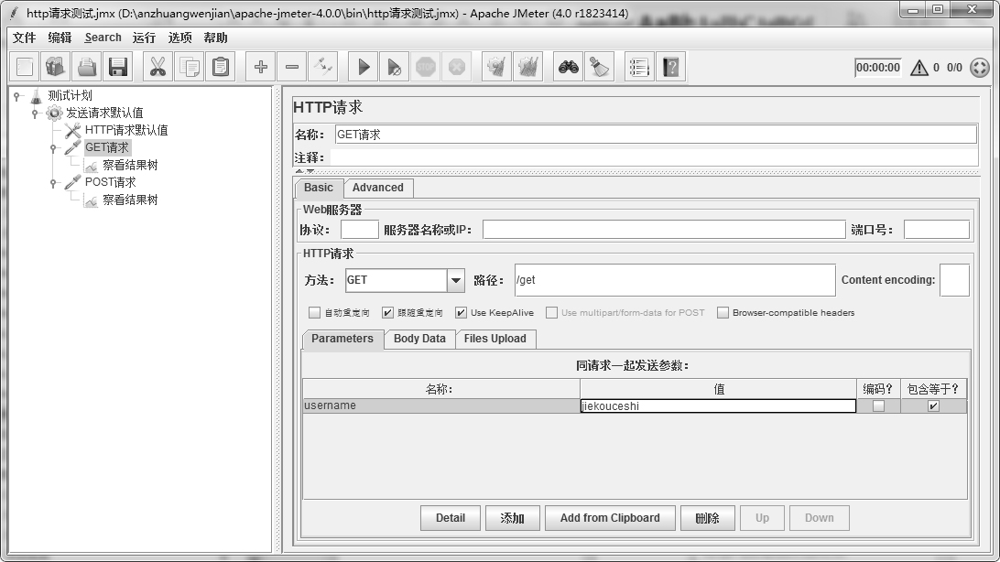 http请求测试.jmx (D:\anzhuangwenjian\apache-jmeter-4.0.0\bin\http请求测试.jmx) - Apache JMeter (4.0 r1823414)
文件 编辑 Search 运行 选项 帮助
STOP
00:00:00 0 0/0
测试计划
发送请求默认值
HTTP请求默认值
GET请求
察看结果树
POST请求
察看结果树
HTTP请求
名称： GET请求
注释：
Basic Advanced
Web服务器
协议： 服务器名称或IP： 端口号：
HTTP请求
方法： GET 路径： /get Content encoding:
自动重定向 跟随重定向 Use KeepAlive Use multipart/form-data for POST Browser-compatible headers
Parameters Body Data Files Upload
同请求一起发送参数：
名称： 值 编码? 包含等于?
username jiekouceshi
Detail 添加 Add from Clipboard 删除 Up Down